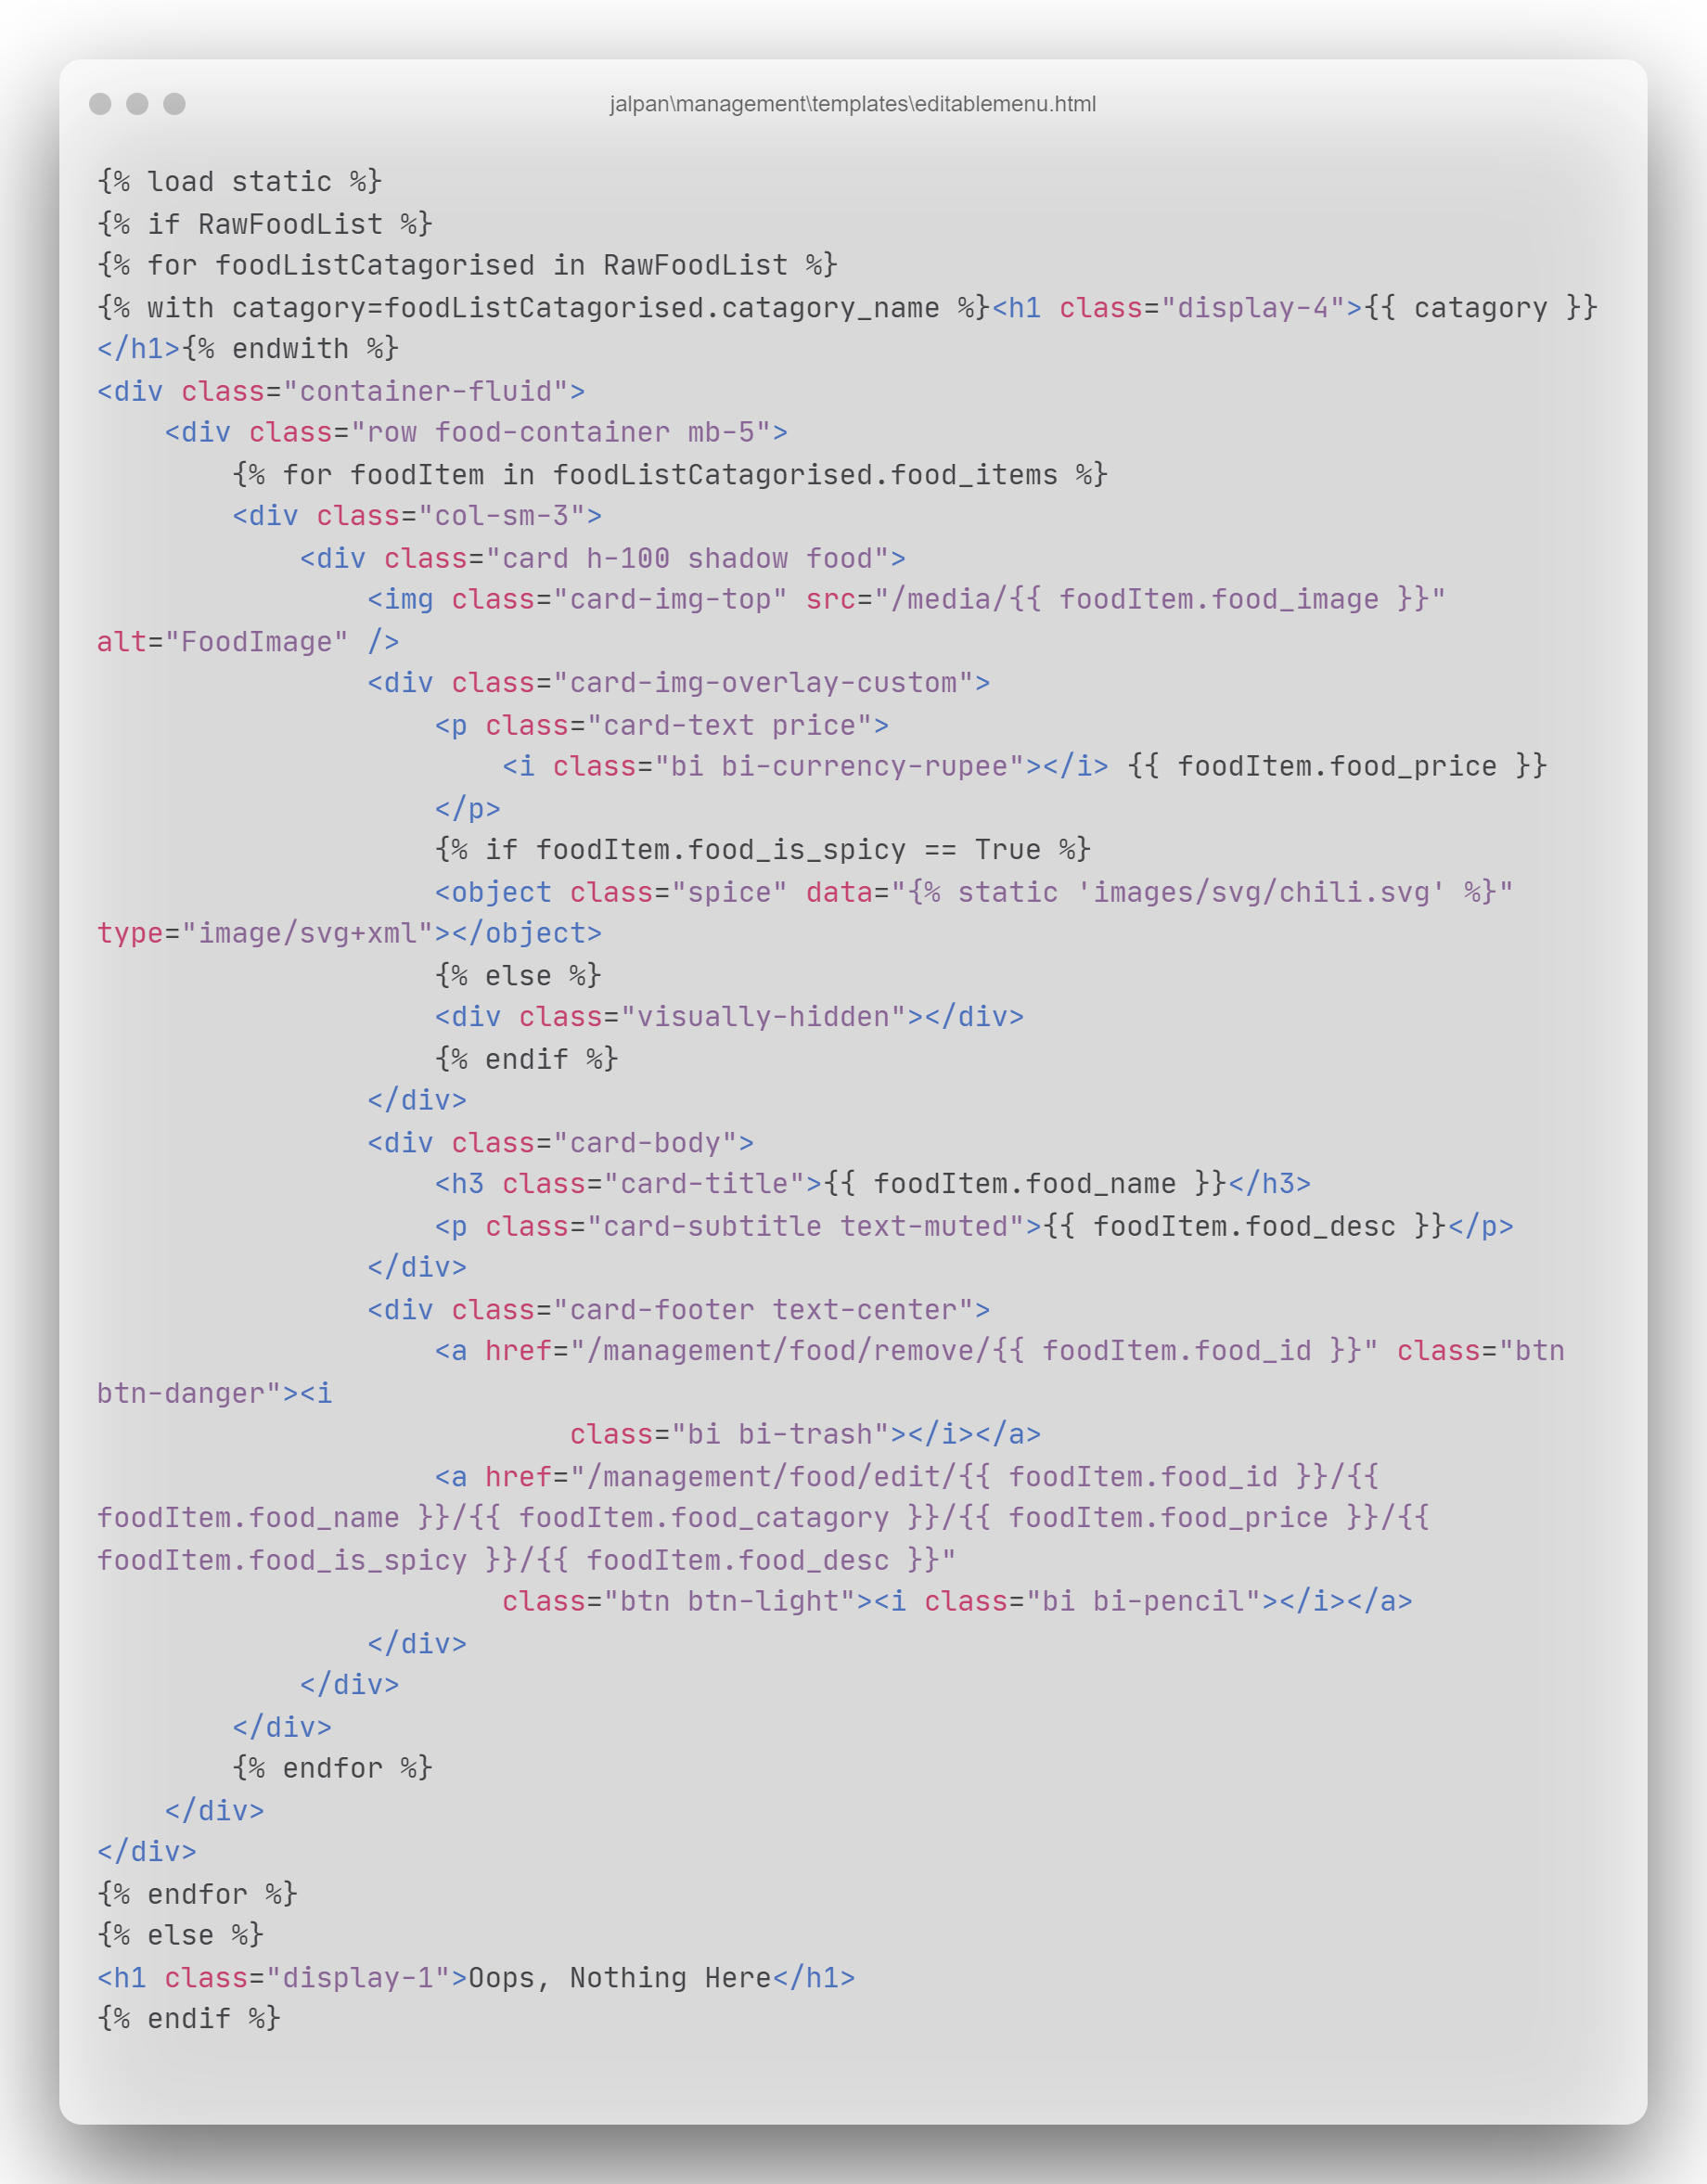 jalpan\management\templates\editablemenu.html
{% load static %}
{% if RawFoodList %}
{% for foodListCatagorised in RawFoodList %}
{% with catagory=foodListCatagorised.catagory_name %}<h1 class="display-4">{{ catagory }}
</h1>{% endwith %}
<div class="container-fluid">
    <div class="row food-container mb-5">
        {% for foodItem in foodListCatagorised.food_items %}
        <div class="col-sm-3">
            <div class="card h-100 shadow food">
                <img class="card-img-top" src="/media/{{ foodItem.food_image }}"
alt="FoodImage" />
                <div class="card-img-overlay-custom">
                    <p class="card-text price">
                        <i class="bi bi-currency-rupee"></i> {{ foodItem.food_price }}
                    </p>
                    {% if foodItem.food_is_spicy == True %}
                    <object class="spice" data="{% static 'images/svg/chili.svg' %}"
type="image/svg+xml"></object>
                    {% else %}
                    <div class="visually-hidden"></div>
                    {% endif %}
                </div>
                <div class="card-body">
                    <h3 class="card-title">{{ foodItem.food_name }}</h3>
                    <p class="card-subtitle text-muted">{{ foodItem.food_desc }}</p>
                </div>
                <div class="card-footer text-center">
                    <a href="/management/food/remove/{{ foodItem.food_id }}" class="btn
btn-danger"><i
                            class="bi bi-trash"></i></a>
                    <a href="/management/food/edit/{{ foodItem.food_id }}/{{
foodItem.food_name }}/{{ foodItem.food_catagory }}/{{ foodItem.food_price }}/{{
foodItem.food_is_spicy }}/{{ foodItem.food_desc }}"
                        class="btn btn-light"><i class="bi bi-pencil"></i></a>
                </div>
            </div>
        </div>
        {% endfor %}
    </div>
</div>
{% endfor %}
{% else %}
<h1 class="display-1">Oops, Nothing Here</h1>
{% endif %}